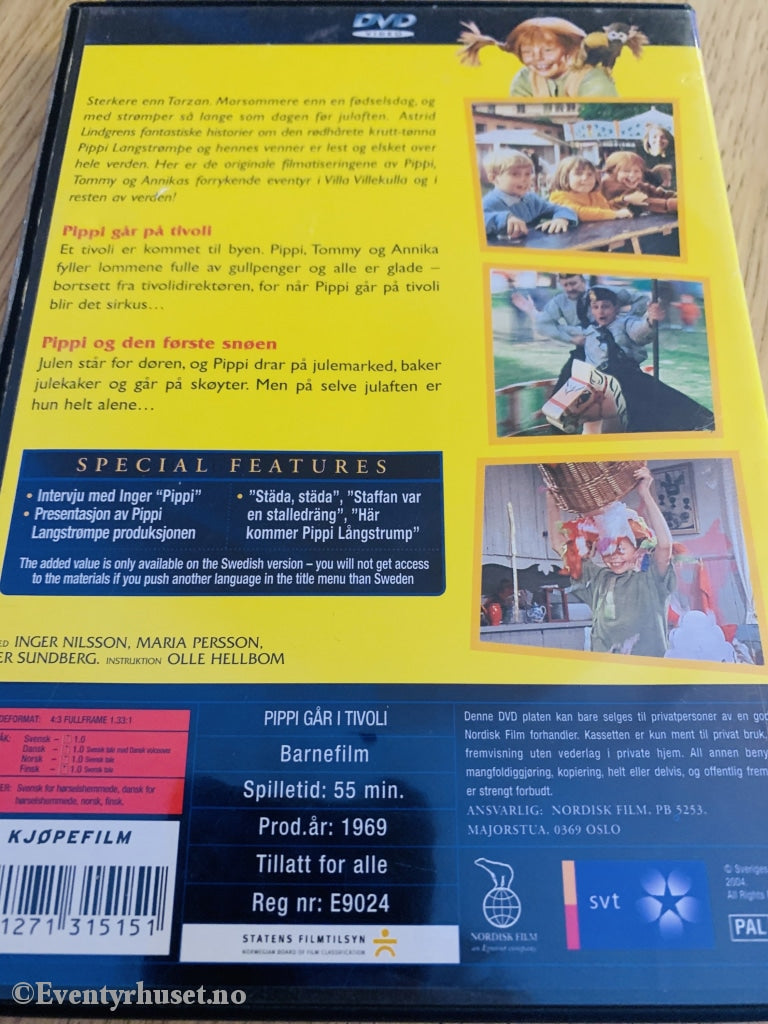 DVD
VIDEO
Sterkere enn Tarzan. Morsommere enn en fødselsdag, og
med strømper så lange som dagen før julaften. Astrid
Lindgrens fantastiske historier om den rødhårete krutt-tønna
Pippi Langstrømpe og hennes venner er lest og elsket over
hele verden. Her er de originale filmatiseringene av Pippi,
Tommy og Annikas forrykende eventyr i Villa Villekulla og i
resten av verden!
Pippi går på tivoli
Et tivoli er kommet til byen. Pippi, Tommy og Annika
fyller lommene fulle av gullpenger og alle er glade –
bortsett fra tivolidirektøren, for når Pippi går på tivoli
blir det sirkus...
Pippi og den første snøen
Julen står for døren, og Pippi drar på julemarked, baker
julekaker og går på skøyter. Men på selve julaften er
hun helt alene...
SPECIAL FEATURES
• Intervju med Inger "Pippi"
• Presentasjon av Pippi
Langstrømpe produksjonen
• "Städa, städa", "Staffan var
en stalledräng", "Här
kommer Pippi Långstrump"
The added value is only available on the Swedish version – you will not get access
to the materials if you push another language in the title menu than Sweden
ED INGER NILSSON, MARIA PERSSON,
ER SUNDBERG. INSTRUKTION OLLE HELLBOM
DEFORMAT: 4:3 FULLFRAME 1.33:1
ÅK: Svensk – 1.0
Dansk – 1.0 Svensk tale med Dansk voiceover
Norsk – 1.0 Svensk tale
Finsk – 1.0 Svensk tale
ER: Svensk for hørselshemmede, dansk for
hørselshemmede, norsk, finsk.
KJØPEFILM
1271 315151
PIPPI GÅR I TIVOLI
Barnefilm
Spilletid: 55 min.
Prod.år: 1969
Tillatt for alle
Reg nr: E9024
STATENS FILMTILSYN
NORWEGIAN BOARD OF FILM CLASSIFICATION
Denne DVD platen kan bare selges til privatpersoner av en god
Nordisk Film forhandler. Kassetten er kun ment til privat bruk,
fremvisning uten vederlag i private hjem. All annen beny
mangfoldiggjøring, kopiering, helt eller delvis, og offentlig frem
er strengt forbudt.
ANSVARLIG: NORDISK FILM, PB 5253,
MAJORSTUA, 0369 OSLO
NORDISK FILM
an Egmont company
svt
© Sveriges
2004.
All Rights
PAL
©Eventyrhuset.no